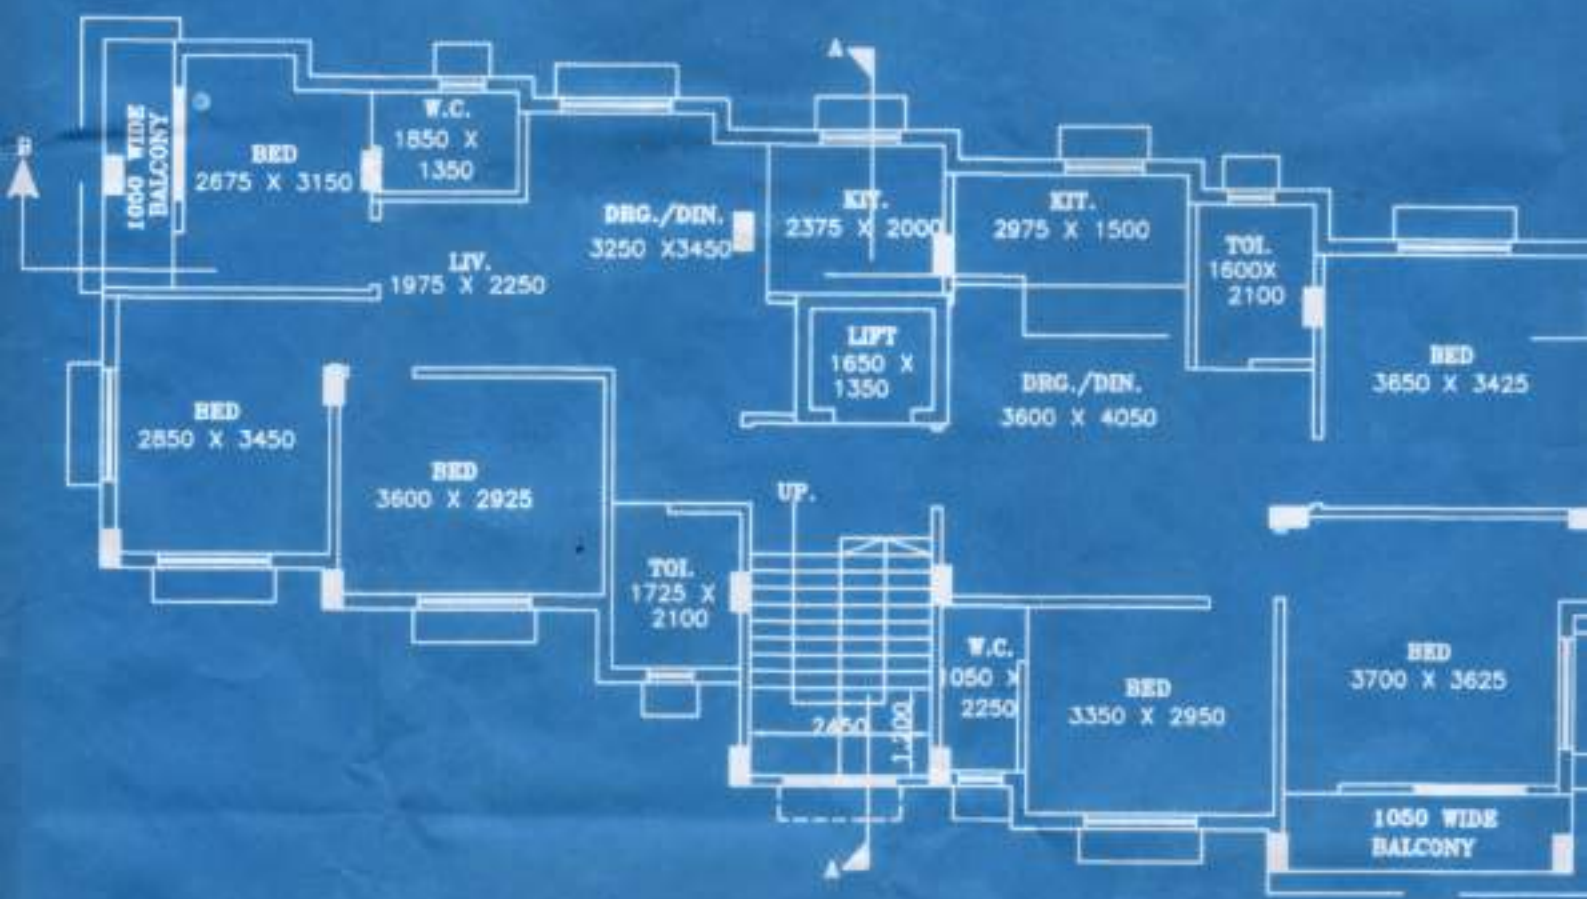 A
1050 WIDE
BALCONY
B
BED
2675 X 3150
W.C.
1850 X
1350
DRG./DIN.
3250 X3450
LIV.
1975 X 2250
KIT.
2375 X 2000
KIT.
2975 X 1500
TOI.
1600X
2100
LIFT
1650 X
1350
BED
3650 X 3425
DRG./DIN.
3600 X 4050
BED
2850 X 3450
BED
3600 X 2925
UP.
TOI.
1725 X
2100
W.C.
1050 X
2250
BED
3350 X 2950
BED
3700 X 3625
2450
1.200
1050 WIDE
BALCONY
A